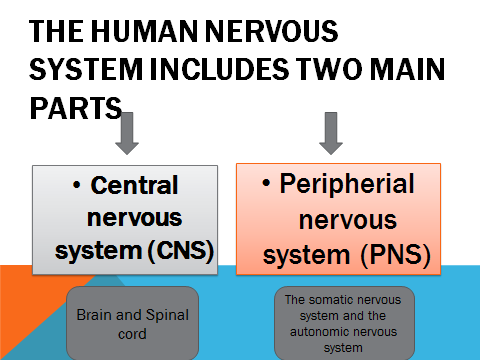 THE HUMAN NERVOUS
SYSTEM INCLUDES TWO MAIN
PARTS
• Central
nervous
system (CNS)
• Peripherial
nervous
system (PNS)
Brain and Spinal
cord
The somatic nervous
system and the
autonomic nervous
system